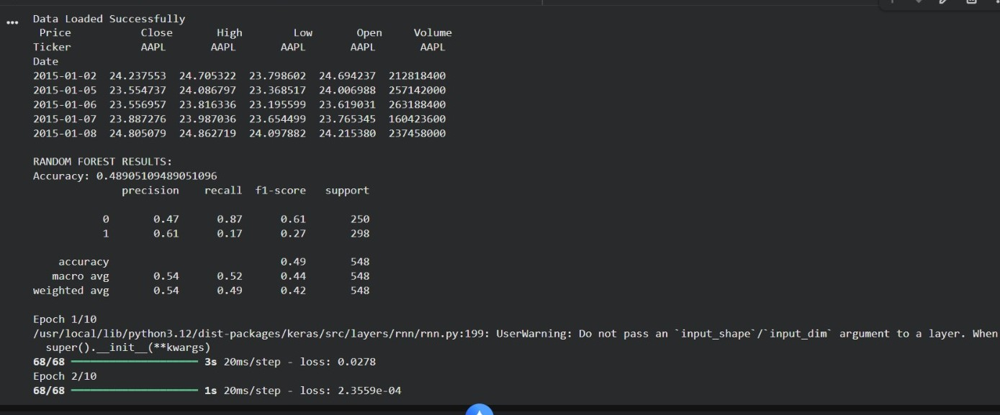 Data Loaded Successfully
Price Close High Low Open Volume
Ticker AAPL AAPL AAPL AAPL AAPL
Date
2015-01-02 24.237553 24.705322 23.798602 24.694237 212818400
2015-01-05 23.554737 24.086797 23.368517 24.006988 257142000
2015-01-06 23.556957 23.816336 23.195599 23.619031 263188400
2015-01-07 23.887276 23.987036 23.654499 23.765345 160423600
2015-01-08 24.805079 24.862719 24.097882 24.215380 237458000
RANDOM FOREST RESULTS:
Accuracy: 0.48905109489051096
precision recall f1-score support
0 0.47 0.87 0.61 250
1 0.61 0.17 0.27 298
accuracy 0.49 548
macro avg 0.54 0.52 0.44 548
weighted avg 0.54 0.49 0.42 548
Epoch 1/10
/usr/local/lib/python3.12/dist-packages/keras/src/layers/rnn/rnn.py:199: UserWarning: Do not pass an `input_shape`/`input_dim` argument to a layer. When
super().__init__(**kwargs)
68/68 ━━━━━━━━━━━━━━━━━━━━ 3s 20ms/step - loss: 0.0278
Epoch 2/10
68/68 ━━━━━━━━━━━━━━━━━━━━ 1s 20ms/step - loss: 2.3559e-04